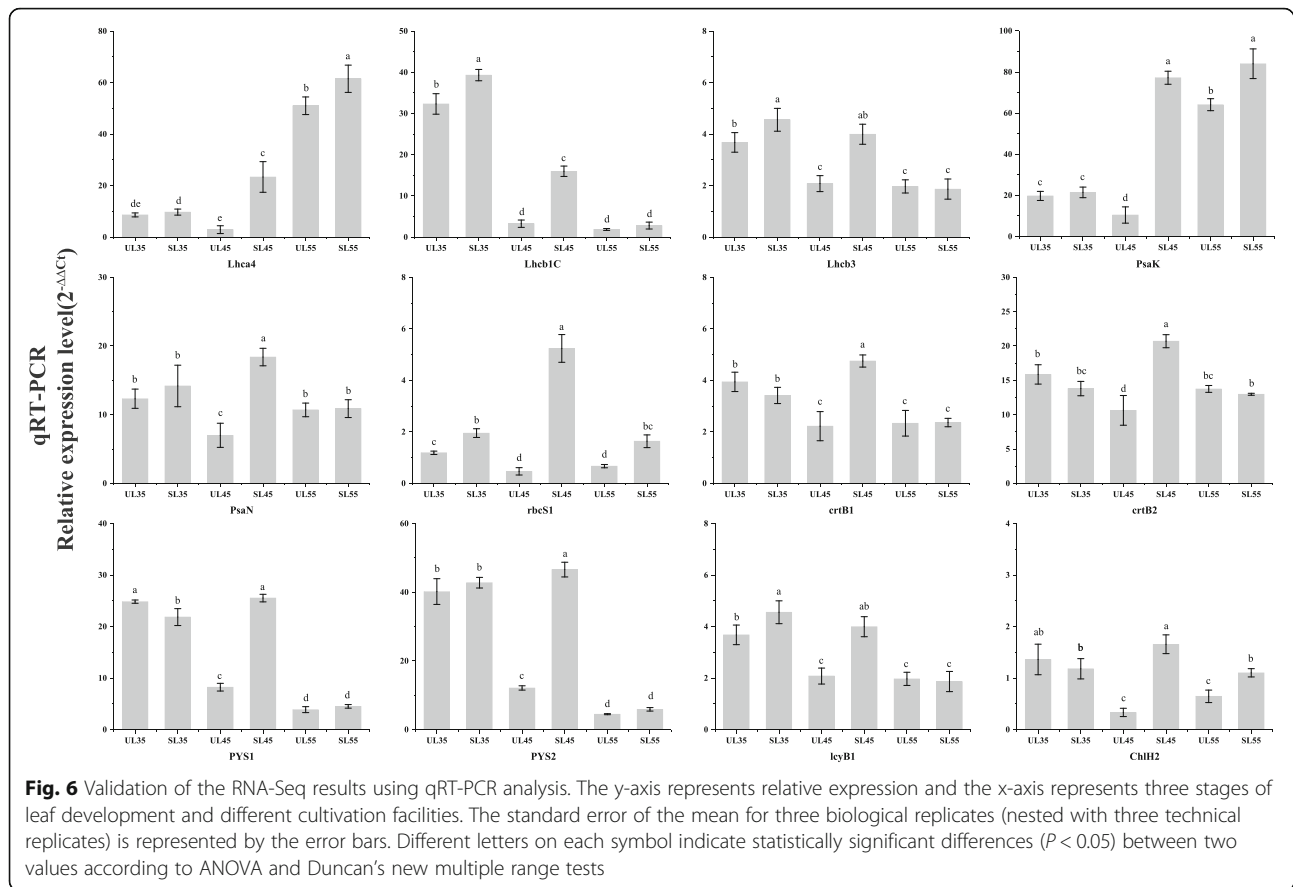 qRT-PCR
Relative expression level(2^-ΔΔCt)
80
60
40
20
0
de
d
e
c
b
a
UL35 SL35 UL45 SL45 UL55 SL55
Lhca4
50
40
30
20
10
0
b
a
d
c
d
d
UL35 SL35 UL45 SL45 UL55 SL55
Lhcb1C
8
6
4
2
0
b
a
c
ab
c
c
UL35 SL35 UL45 SL45 UL55 SL55
Lhcb3
100
80
60
40
20
0
c
c
d
a
b
a
UL35 SL35 UL45 SL45 UL55 SL55
PsaK
30
20
10
0
b
b
c
a
b
b
UL35 SL35 UL45 SL45 UL55 SL55
PsaN
8
6
4
2
0
c
b
d
a
d
bc
UL35 SL35 UL45 SL45 UL55 SL55
rbcS1
8
6
4
2
0
b
b
c
a
c
c
UL35 SL35 UL45 SL45 UL55 SL55
crtB1
30
25
20
15
10
5
0
b
bc
d
a
bc
b
UL35 SL35 UL45 SL45 UL55 SL55
crtB2
40
30
20
10
0
a
b
c
a
d
d
UL35 SL35 UL45 SL45 UL55 SL55
PYS1
60
40
20
0
b
b
c
a
d
d
UL35 SL35 UL45 SL45 UL55 SL55
PYS2
8
6
4
2
0
b
a
c
ab
c
c
UL35 SL35 UL45 SL45 UL55 SL55
lcyB1
4
3
2
1
0
ab
b
c
a
c
b
UL35 SL35 UL45 SL45 UL55 SL55
ChlH2
Fig. 6 Validation of the RNA-Seq results using qRT-PCR analysis. The y-axis represents relative expression and the x-axis represents three stages of
leaf development and different cultivation facilities. The standard error of the mean for three biological replicates (nested with three technical
replicates) is represented by the error bars. Different letters on each symbol indicate statistically significant differences (P < 0.05) between two
values according to ANOVA and Duncan's new multiple range tests